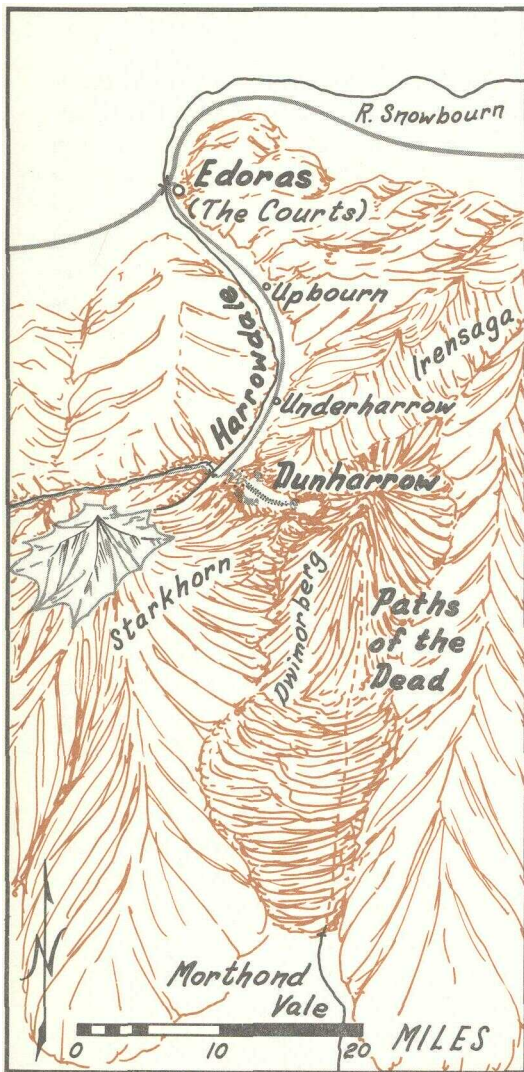 R. Snowbourn
Edoras
(The Courts)
Upbourn
Harrowdale
Irensaga
Underharrow
Dunharrow
Starkhorn
Dwimorberg
Paths
of the
Dead
N
Morthond
Vale
0 10 20 MILES